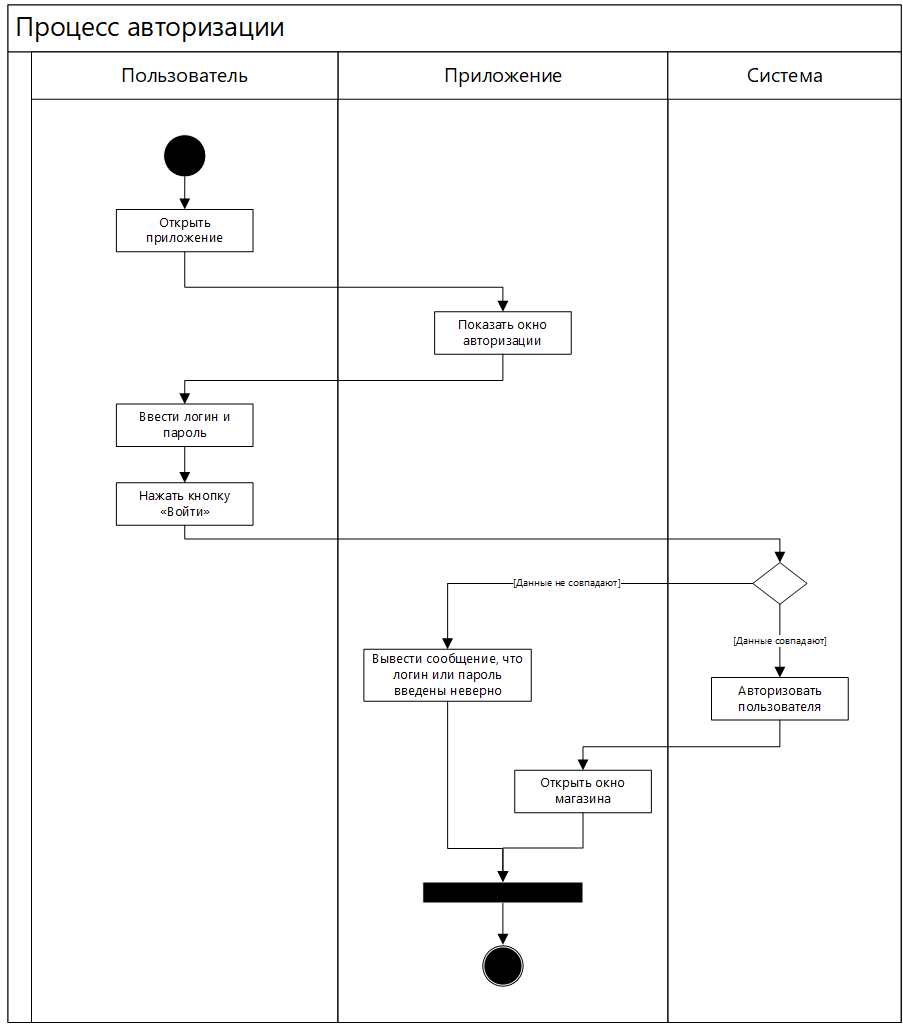 Процесс авторизации
Пользователь
Приложение
Система
Открыть
приложение
Показать окно
авторизации
Ввести логин и
пароль
Нажать кнопку
«Войти»
[Данные не совпадают]
[Данные совпадают]
Вывести сообщение, что
логин или пароль
введены неверно
Авторизовать
пользователя
Открыть окно
магазина